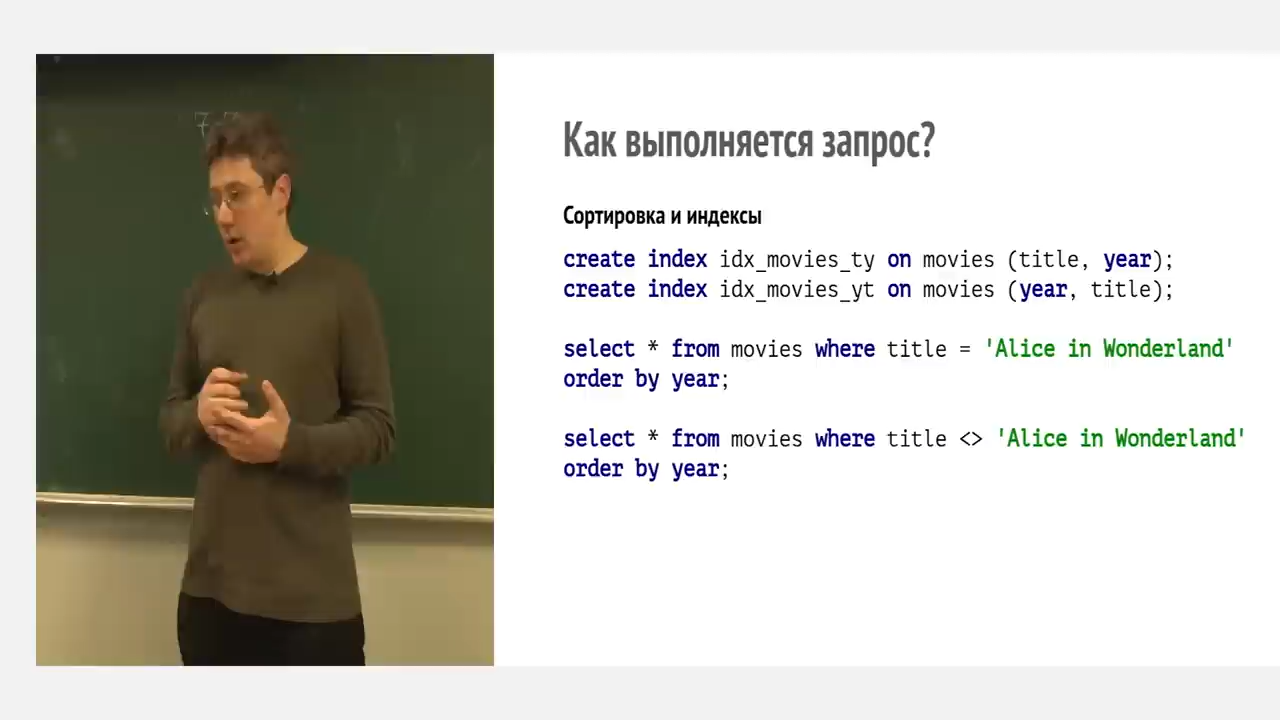 Как выполняется запрос?
Сортировка и индексы
create index idx_movies_ty on movies (title, year);
create index idx_movies_yt on movies (year, title);
select * from movies where title = 'Alice in Wonderland'
order by year;
select * from movies where title <> 'Alice in Wonderland'
order by year;